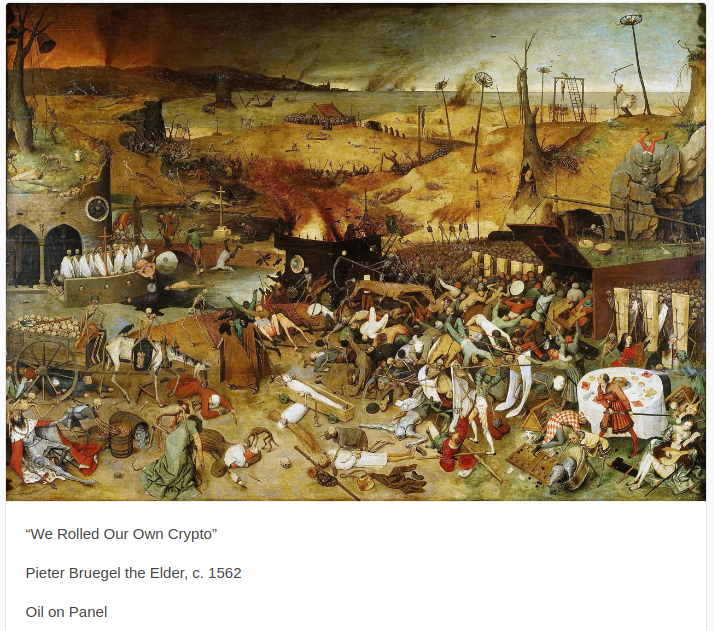 “We Rolled Our Own Crypto”
Pieter Bruegel the Elder, c. 1562
Oil on Panel